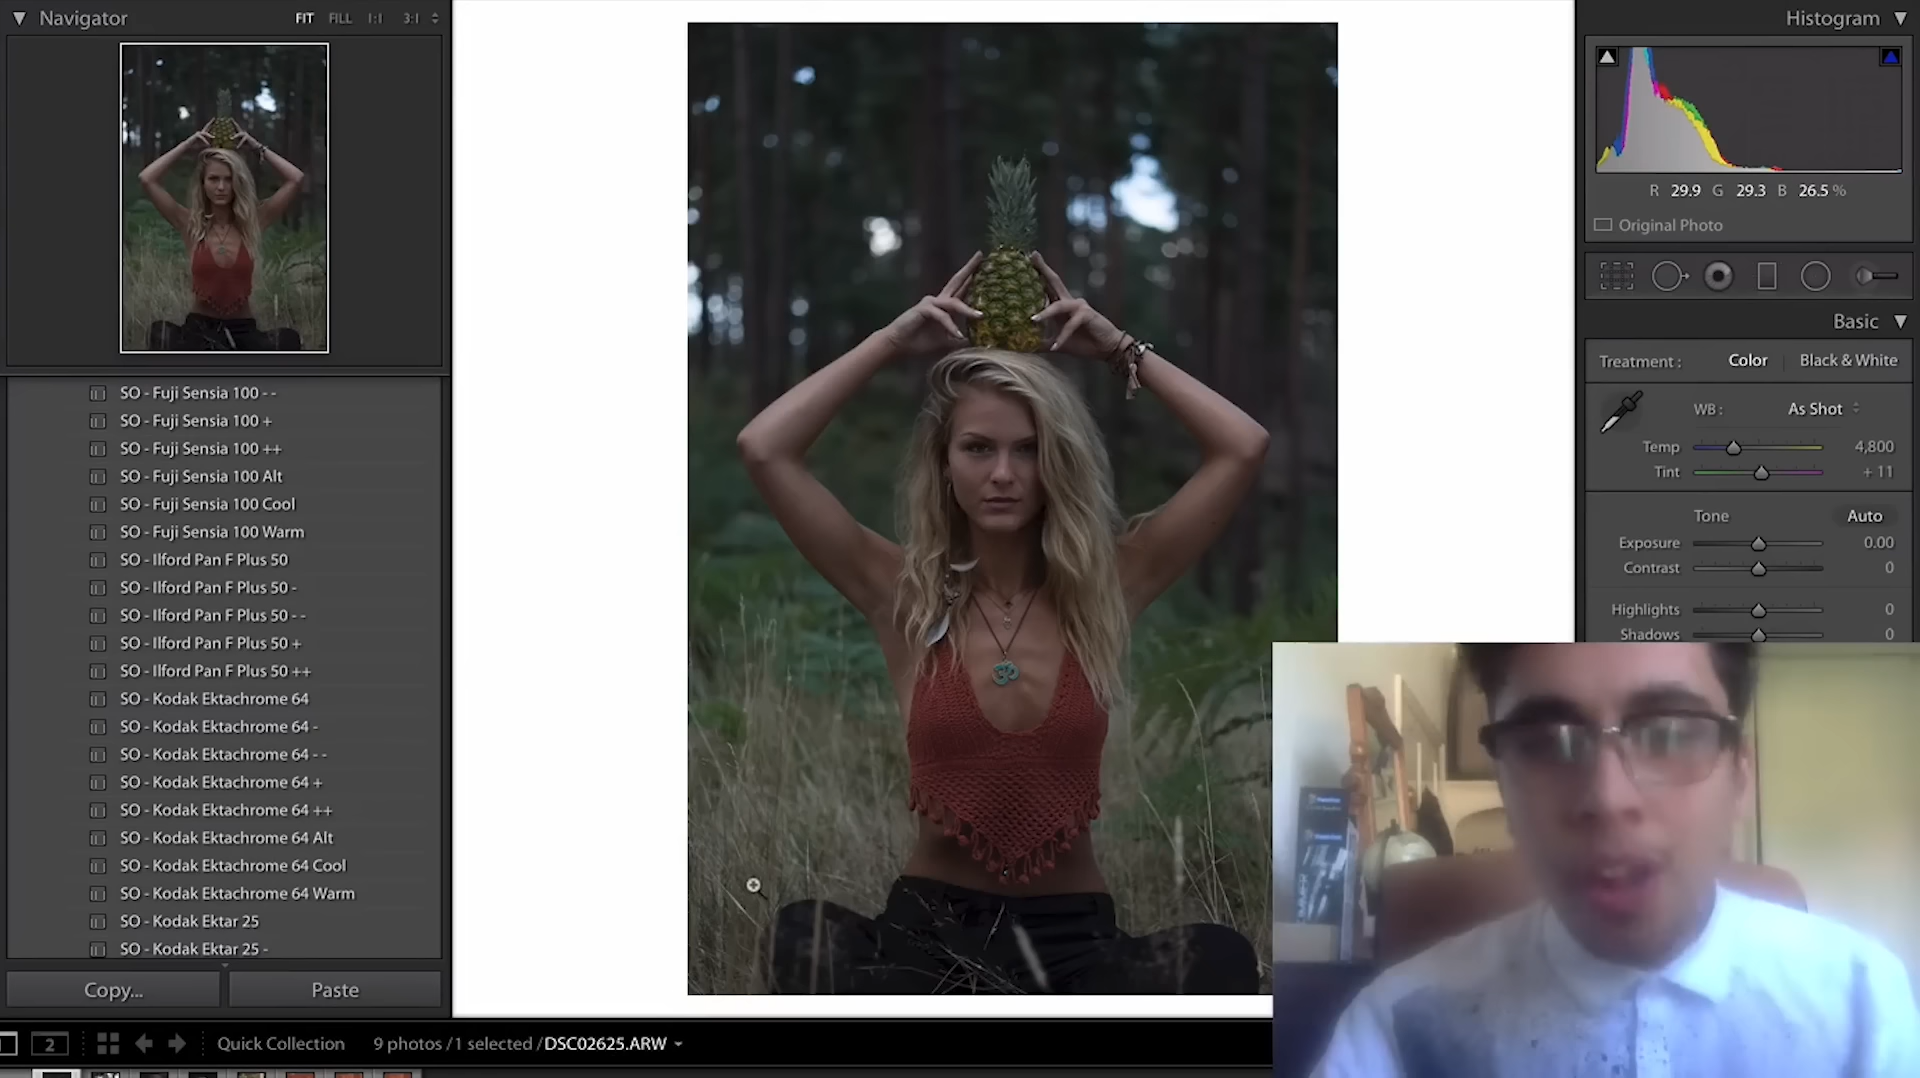 Navigator
FIT FILL 1:1 3:1
SO - Fuji Sensia 100 - -
SO - Fuji Sensia 100 +
SO - Fuji Sensia 100 ++
SO - Fuji Sensia 100 Alt
SO - Fuji Sensia 100 Cool
SO - Fuji Sensia 100 Warm
SO - Ilford Pan F Plus 50
SO - Ilford Pan F Plus 50 -
SO - Ilford Pan F Plus 50 - -
SO - Ilford Pan F Plus 50 +
SO - Ilford Pan F Plus 50 ++
SO - Kodak Ektachrome 64
SO - Kodak Ektachrome 64 -
SO - Kodak Ektachrome 64 - -
SO - Kodak Ektachrome 64 +
SO - Kodak Ektachrome 64 ++
SO - Kodak Ektachrome 64 Alt
SO - Kodak Ektachrome 64 Cool
SO - Kodak Ektachrome 64 Warm
SO - Kodak Ektar 25
SO - Kodak Ektar 25 -
Copy... Paste
2 Quick Collection 9 photos / 1 selected / DSC02625.ARW
Histogram
R 29.9 G 29.3 B 26.5 %
Original Photo
Basic
Treatment : Color Black & White
WB : As Shot
Temp 4,800
Tint + 11
Tone Auto
Exposure 0.00
Contrast 0
Highlights 0
Shadows 0